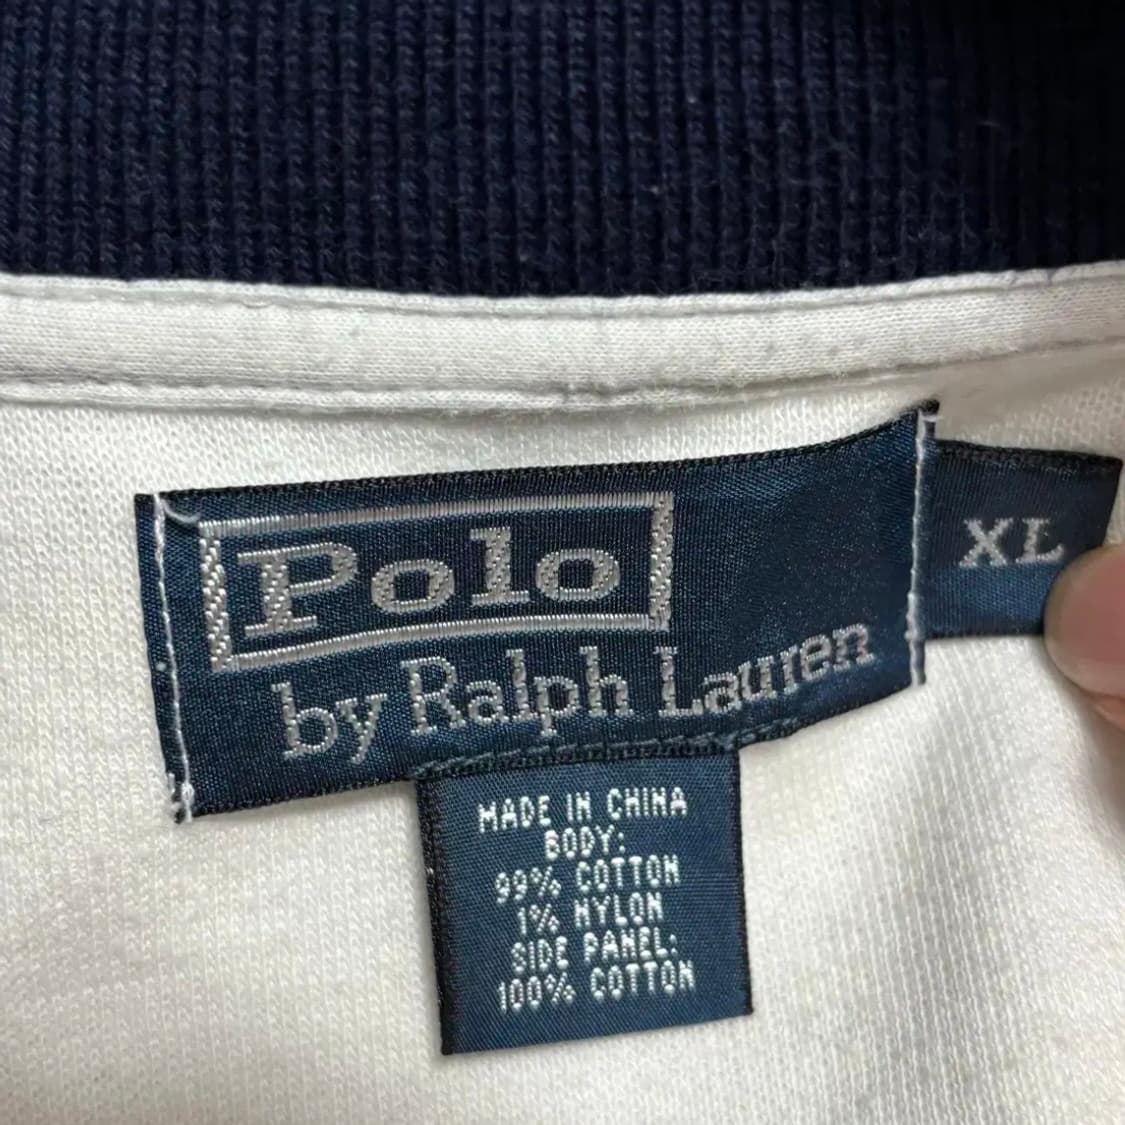 Polo
by Ralph Lauren
XL
MADE IN CHINA
BODY:
99% COTTON
1% NYLON
SIDE PANEL:
100% COTTON